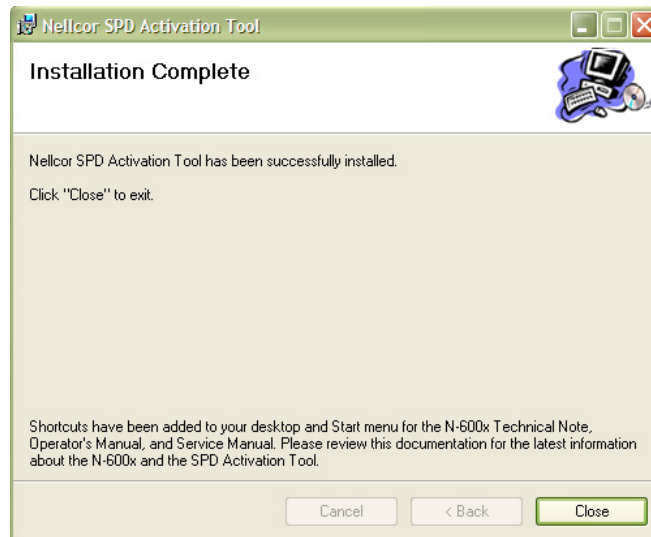 Nellcor SPD Activation Tool
Installation Complete
Nellcor SPD Activation Tool has been successfully installed.
Click "Close" to exit.
Shortcuts have been added to your desktop and Start menu for the N-600x Technical Note,
Operator's Manual, and Service Manual. Please review this documentation for the latest information
about the N-600x and the SPD Activation Tool.
Cancel
< Back
Close